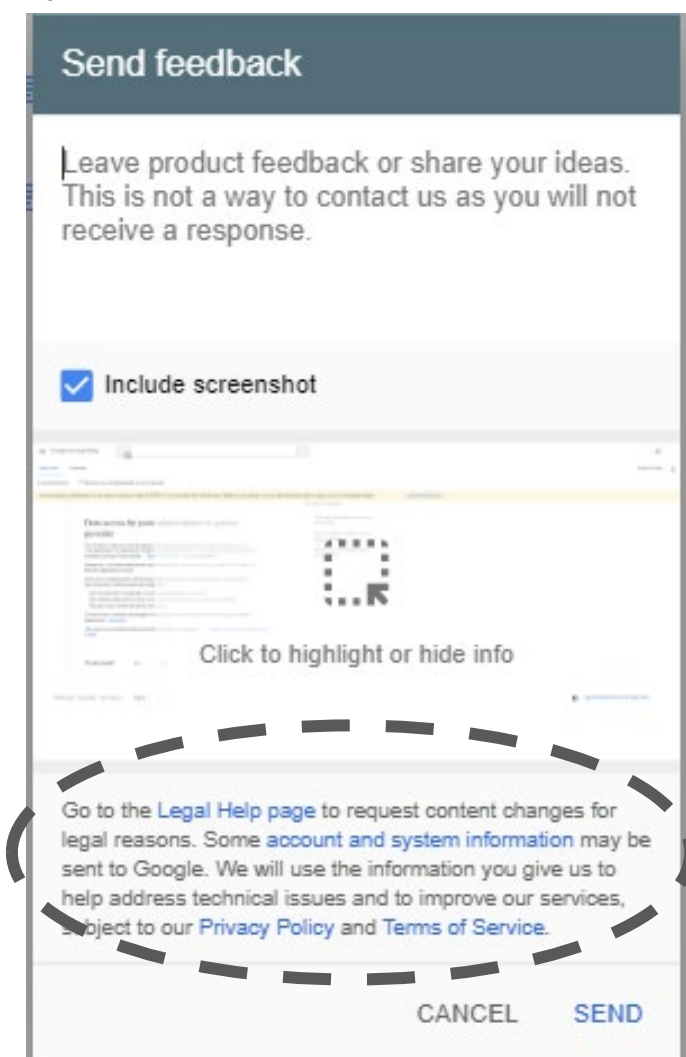 Send feedback
Leave product feedback or share your ideas.
This is not a way to contact us as you will not
receive a response.
Include screenshot
Click to highlight or hide info
Go to the Legal Help page to request content changes for
legal reasons. Some account and system information may be
sent to Google. We will use the information you give us to
help address technical issues and to improve our services,
subject to our Privacy Policy and Terms of Service.
CANCEL SEND